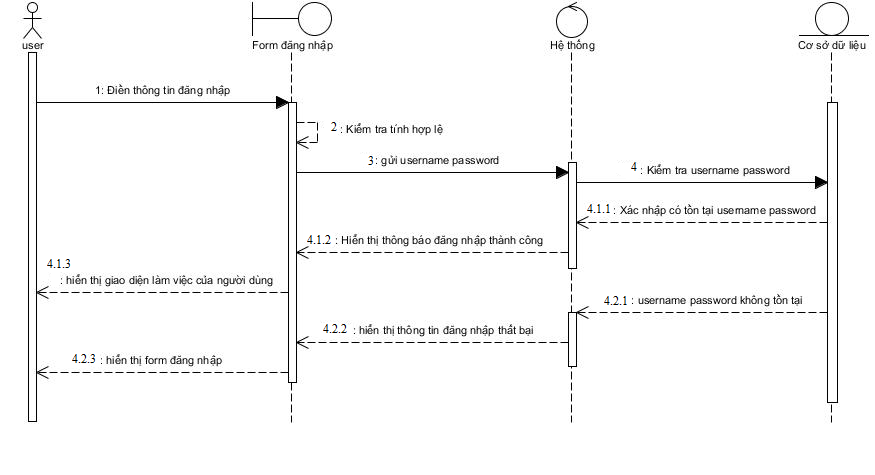 user
Form đăng nhập
Hệ thống
Cơ sở dữ liệu
1: Điền thông tin đăng nhập
2 : Kiểm tra tính hợp lệ
3: gửi username password
4 : Kiểm tra username password
4.1.1 : Xác nhập có tồn tại username password
4.1.2 : Hiển thị thông báo đăng nhập thành công
4.1.3
: hiển thị giao diện làm việc của người dùng
4.2.1 : username password không tồn tại
4.2.2 : hiển thị thông tin đăng nhập thất bại
4.2.3 : hiển thị form đăng nhập